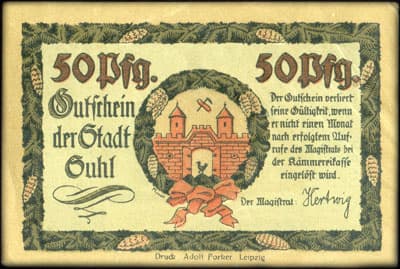 50 Pfg.
50 Pfg.
Gutschein
der Stadt
Suhl
Der Gutschein verliert
seine Gültigkeit, wenn
er nicht einen Monat
nach erfolgtem Auf-
rufe des Magistrats bei
der Kämmereikasse
eingelöst wird.
Der Magistrat: Hertwig
Druck Adolf Forker Leipzig